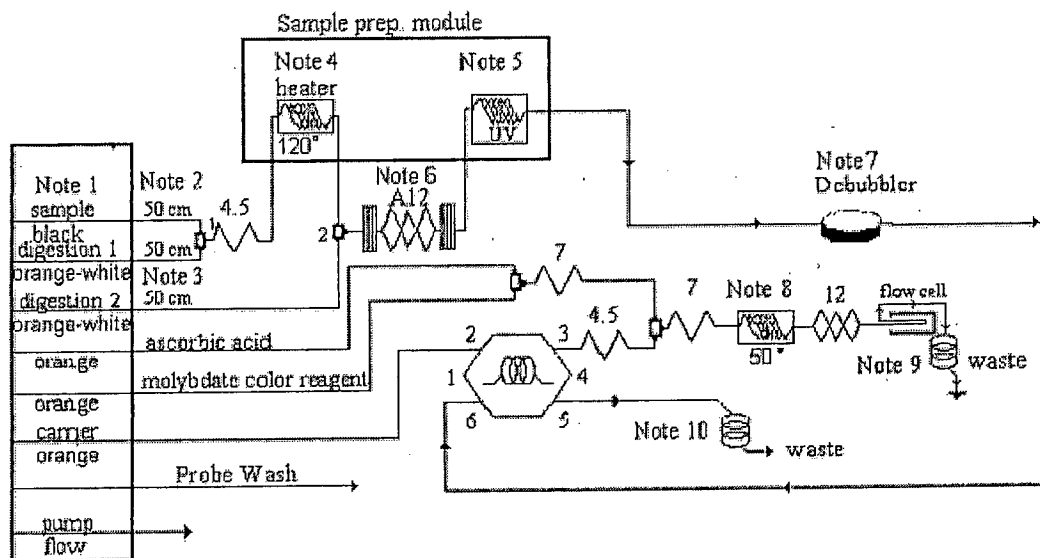 Sample prep. module
Note 4
heater
120°
Note 5
UV
Note 1
sample
black
digestion 1
orange-white
digestion 2
orange-white
orange
orange
carrier
orange
pump
flow
Note 2
50 cm
50 cm
Note 3
50 cm
1
4.5
2
Note 6
A12
Note 7
Debubbler
ascorbic acid
molybdate color reagent
Probe Wash
7
4.5
7
Note 8
50°
12
flow cell
Note 9
waste
2
3
1
4
6
5
Note 10
waste